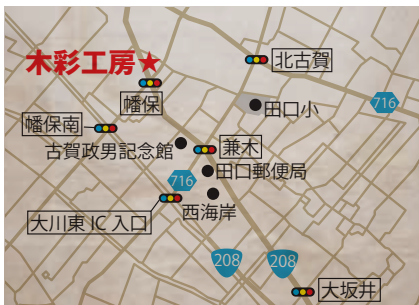 木彩工房★
北古賀
幡保
716
田口小
幡保南
古賀政男記念館
兼木
田口郵便局
716
西海岸
大川東IC入口
208
208
大坂井